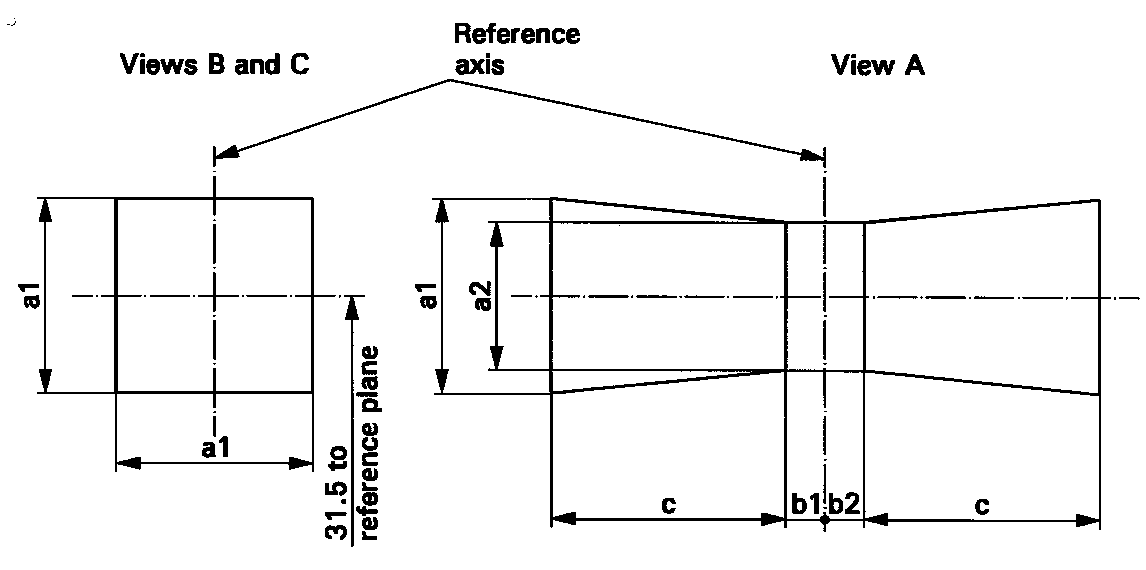 Reference
axis
Views B and C
View A
a1
a1
31.5 to
reference plane
a1
a2
c
b1
b2
c